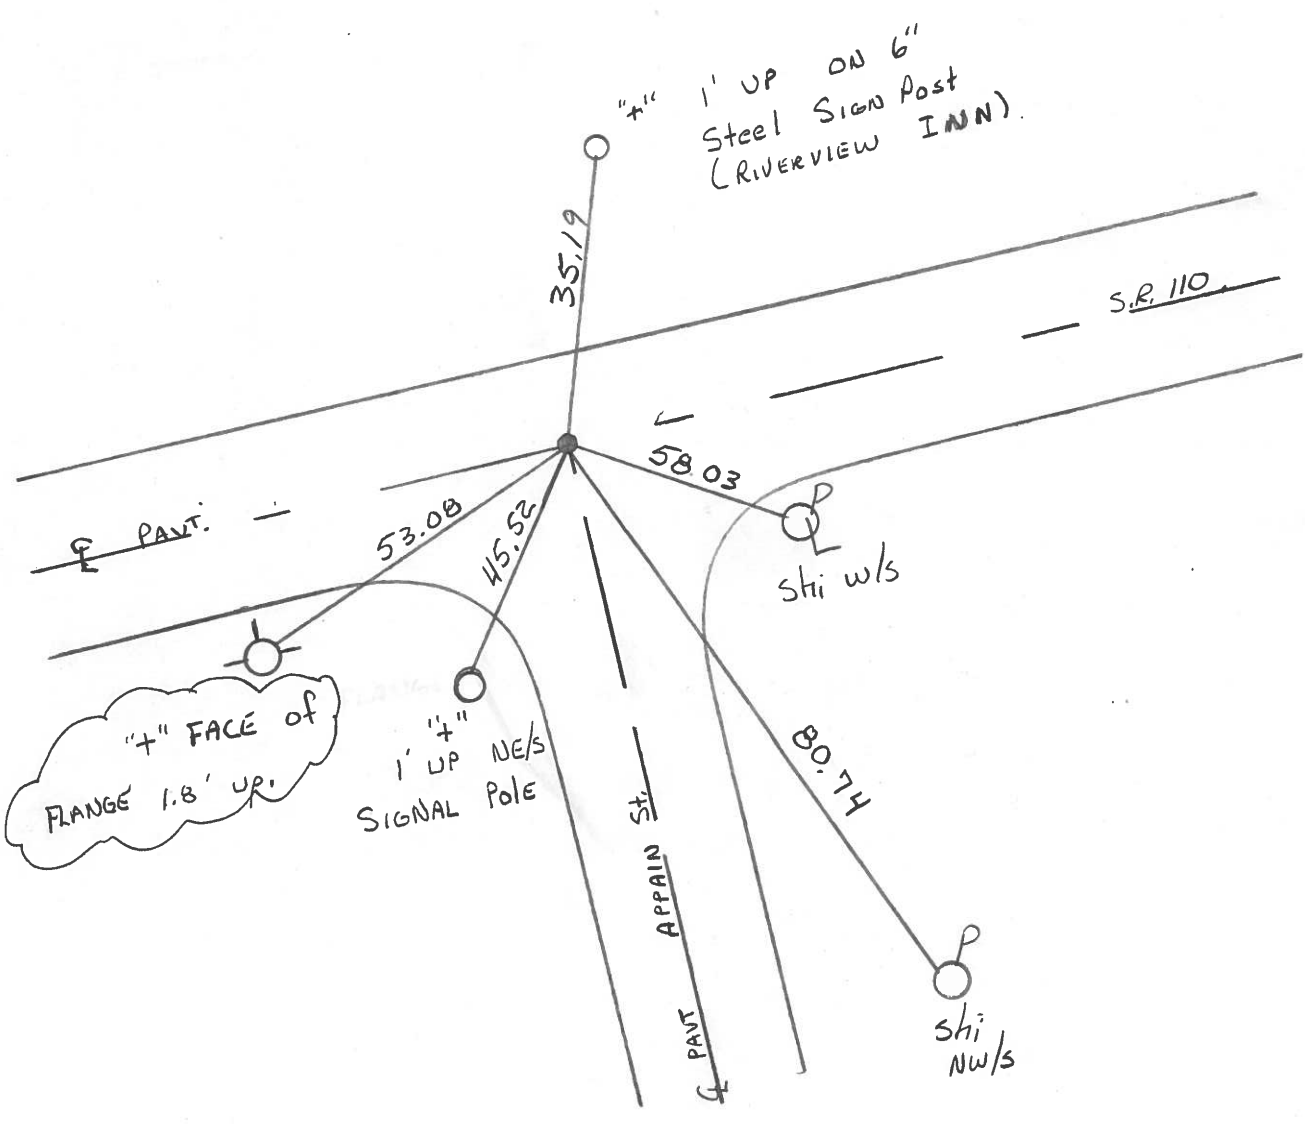 "+" 1' UP ON 6"
Steel SIGN Post
(RIVERVIEW INN).
35.19
S.R. 110
58.03
P
L
Shi W/S
℄ PAVT.
53.08
45.52
"+" FACE of
FLANGE 1.8' UP.
"+"
1' UP NE/S
SIGNAL POLE
80.74
APPAIN St.
℄ PAVT
P
Shi
NW/S